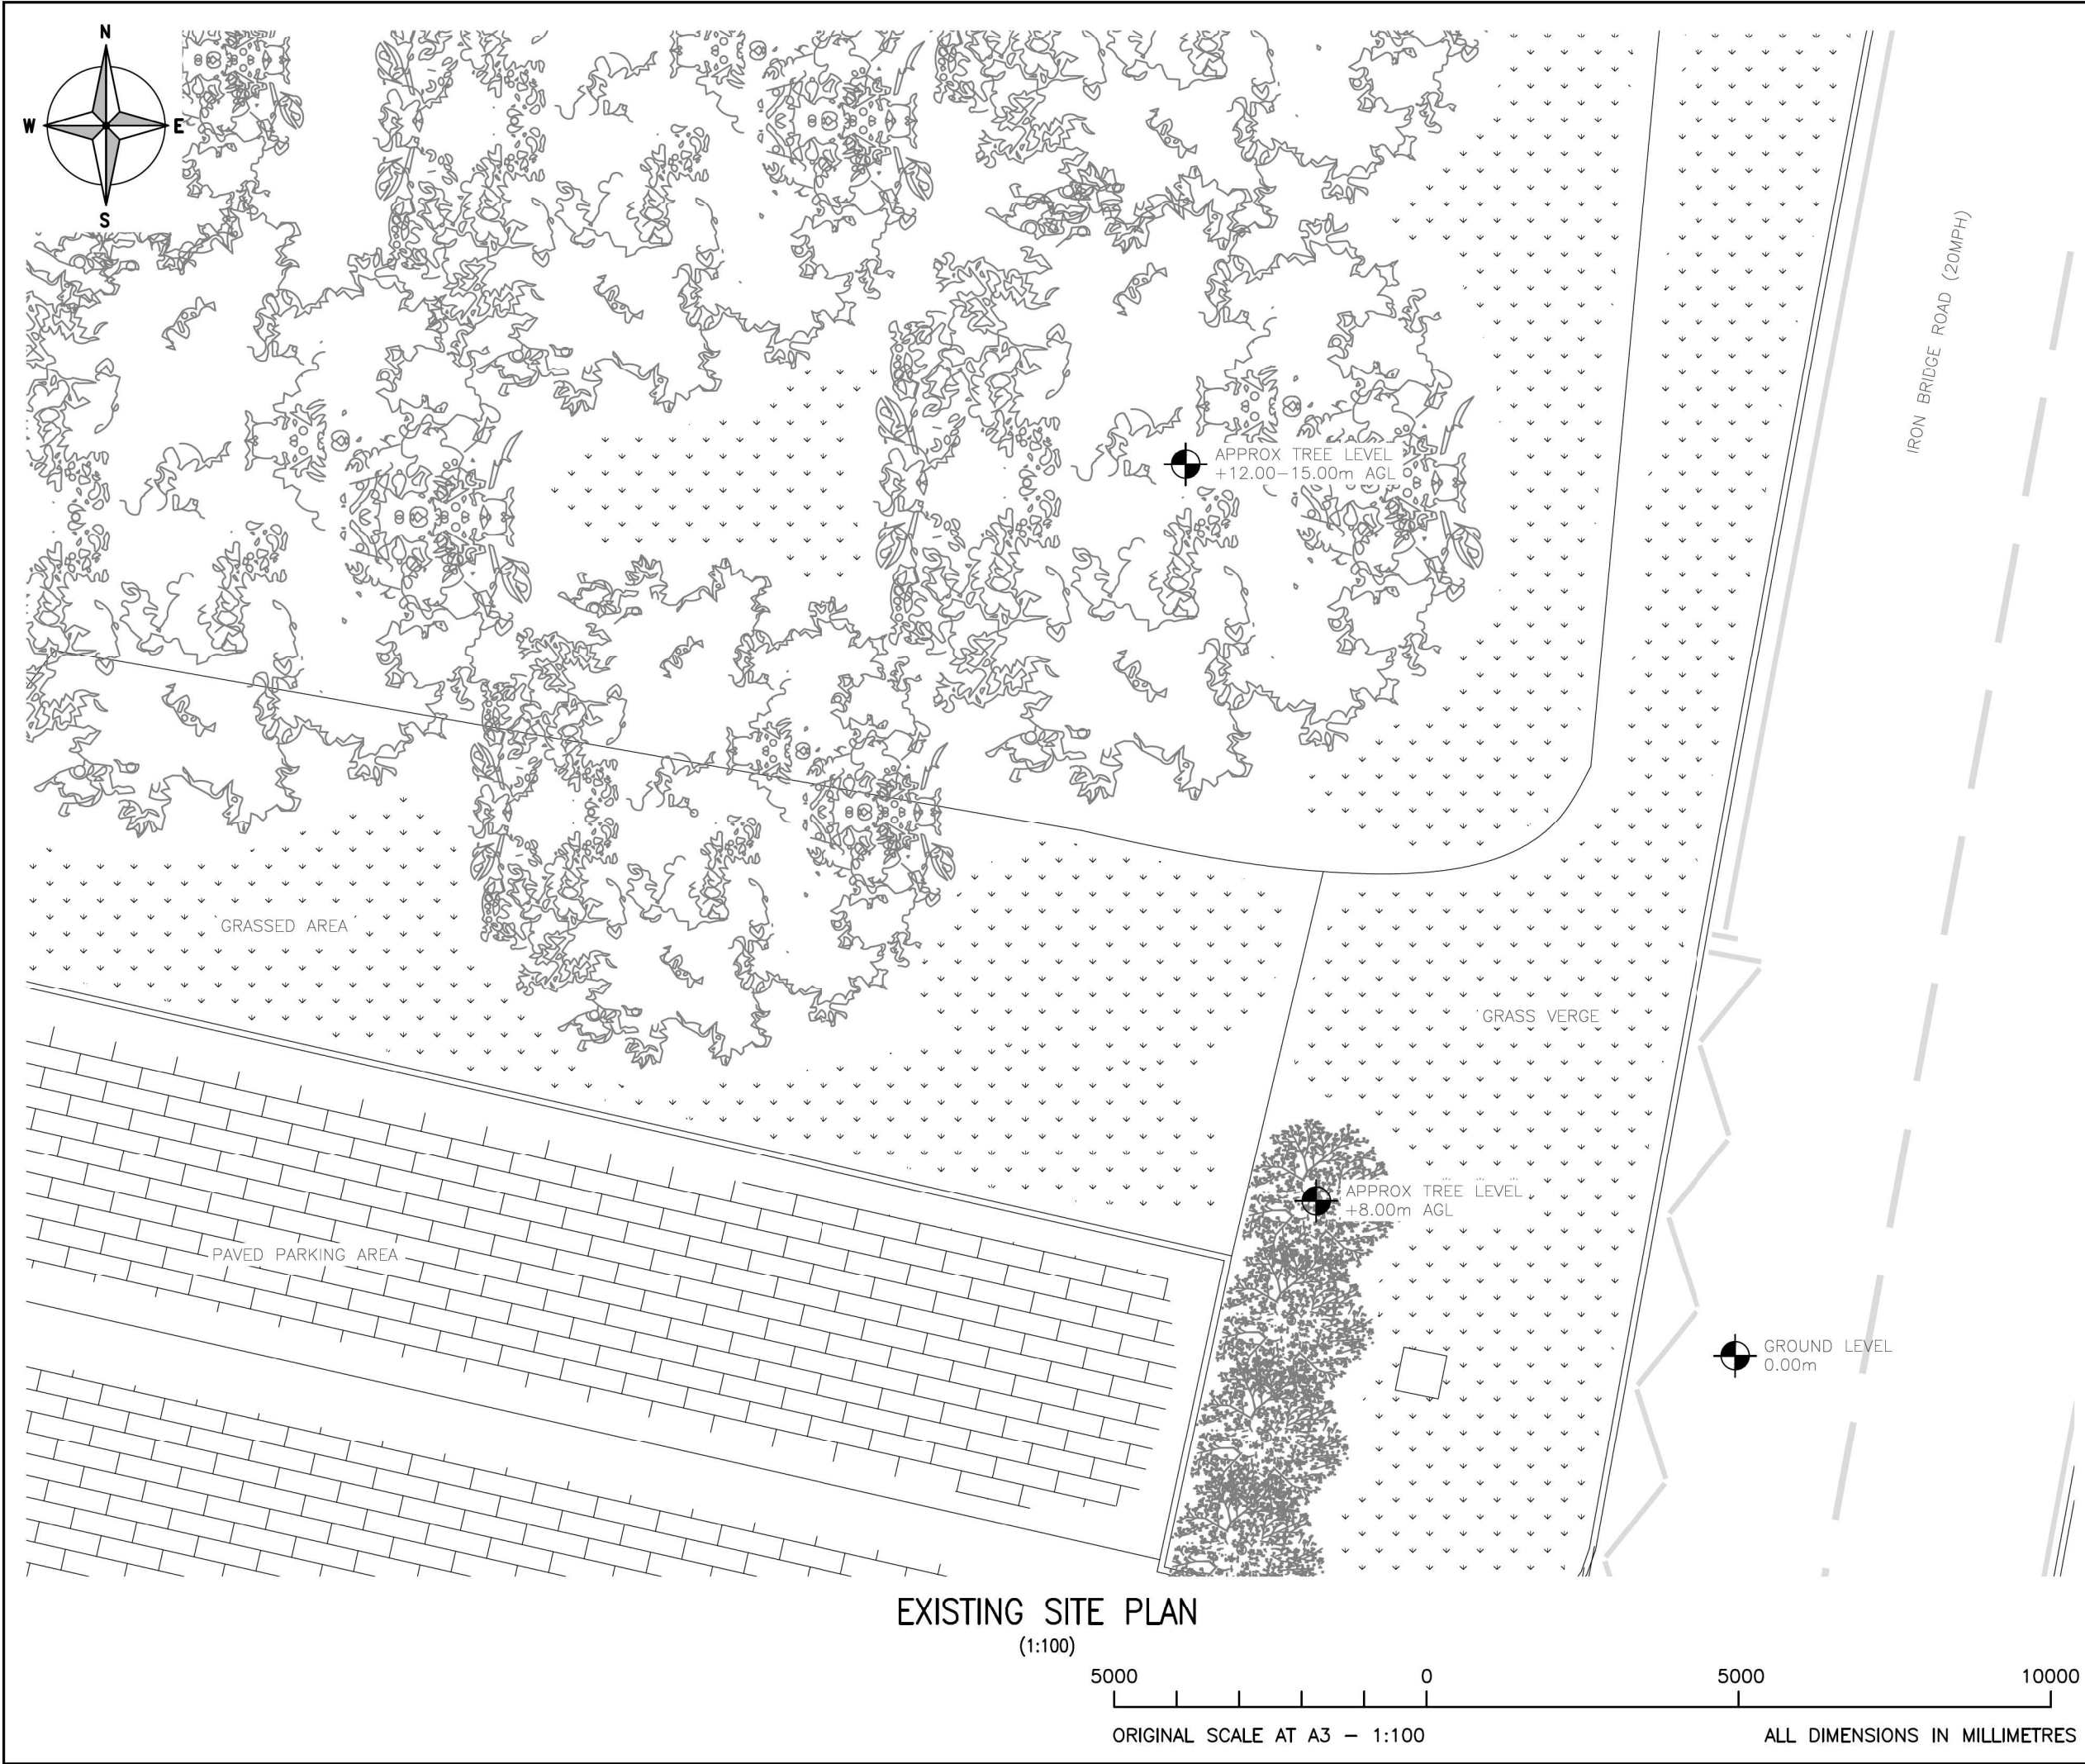 N
W E
S
IRON BRIDGE ROAD (20MPH)
APPROX TREE LEVEL
+12.00-15.00m AGL
GRASSED AREA
GRASS VERGE
APPROX TREE LEVEL
+8.00m AGL
PAVED PARKING AREA
GROUND LEVEL
0.00m
EXISTING SITE PLAN
(1:100)
5000 0 5000 10000
ORIGINAL SCALE AT A3 - 1:100
ALL DIMENSIONS IN MILLIMETRES